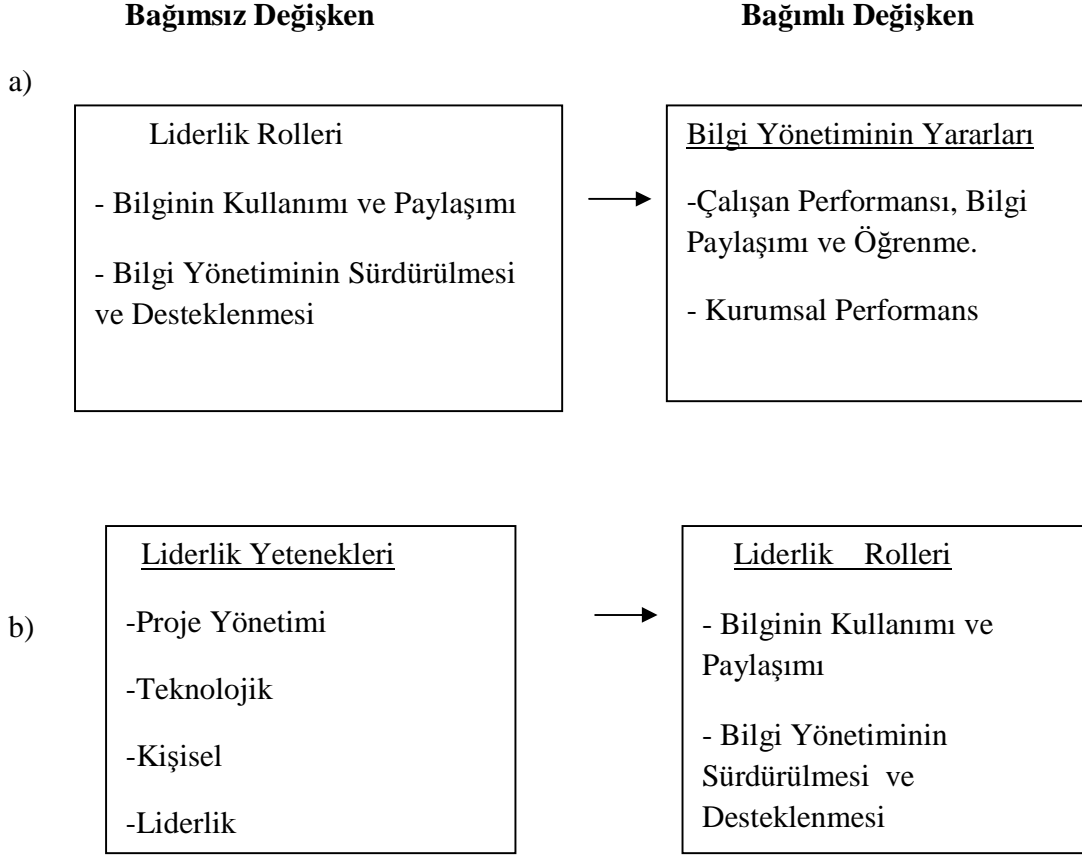 Bağımsız Değişken
Bağımlı Değişken
a)
Liderlik Rolleri
- Bilginin Kullanımı ve Paylaşımı
- Bilgi Yönetiminin Sürdürülmesi
ve Desteklenmesi
Bilgi Yönetiminin Yararları
-Çalışan Performansı, Bilgi
Paylaşımı ve Öğrenme.
- Kurumsal Performans
b)
Liderlik Yetenekleri
-Proje Yönetimi
-Teknolojik
-Kişisel
-Liderlik
Liderlik Rolleri
- Bilginin Kullanımı ve
Paylaşımı
- Bilgi Yönetiminin
Sürdürülmesi ve
Desteklenmesi